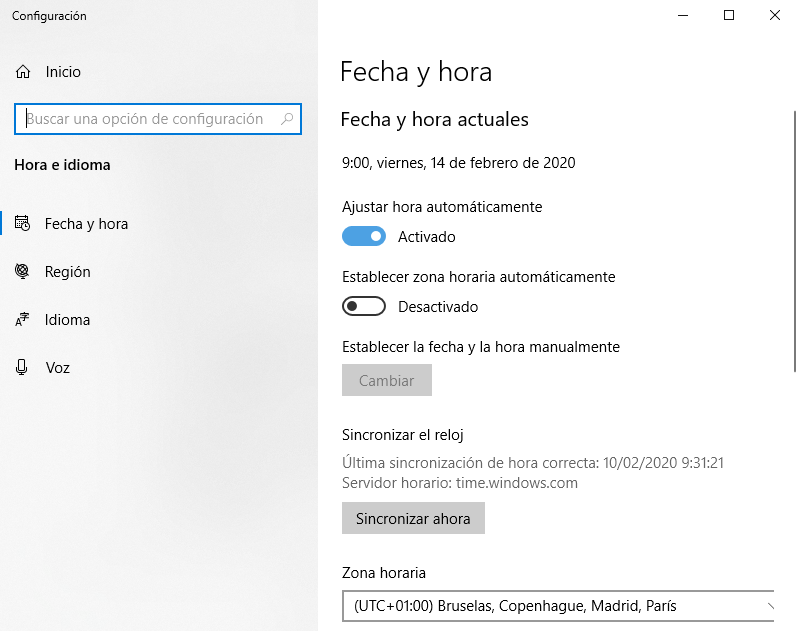 Configuración
Inicio
Buscar una opción de configuración
Hora e idioma
Fecha y hora
Región
Idioma
Voz
Fecha y hora
Fecha y hora actuales
9:00, viernes, 14 de febrero de 2020
Ajustar hora automáticamente
Activado
Establecer zona horaria automáticamente
Desactivado
Establecer la fecha y la hora manualmente
Cambiar
Sincronizar el reloj
Última sincronización de hora correcta: 10/02/2020 9:31:21
Servidor horario: time.windows.com
Sincronizar ahora
Zona horaria
(UTC+01:00) Bruselas, Copenhague, Madrid, París